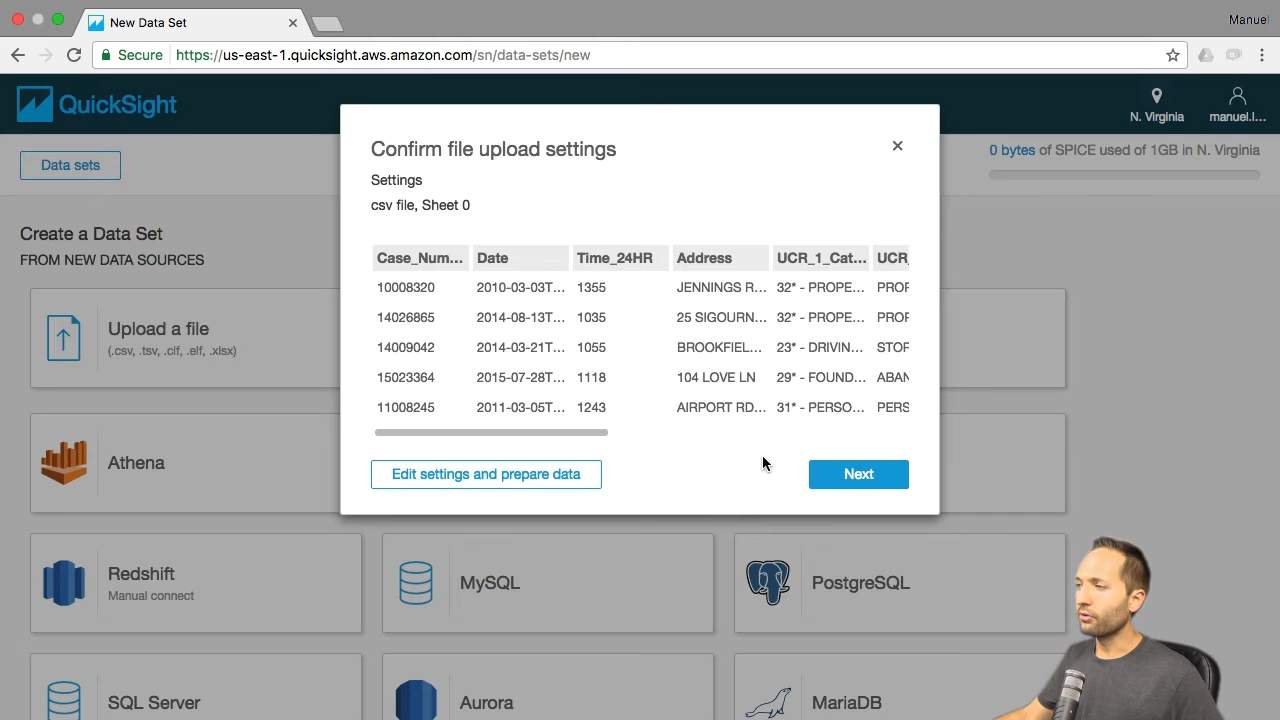 New Data Set
Manuel
Secure
https://us-east-1.quicksight.aws.amazon.com/sn/data-sets/new
QuickSight
N. Virginia
manuel.l...
Data sets
0 bytes of SPICE used of 1GB in N. Virginia
Create a Data Set
FROM NEW DATA SOURCES
Upload a file
(.csv, .tsv, .clf, .elf, .xlsx)
Athena
Redshift
Manual connect
MySQL
PostgreSQL
SQL Server
Aurora
MariaDB
Confirm file upload settings
Settings
csv file, Sheet 0
Case_Num... Date Time_24HR Address UCR_1_Cat... UCR_
10008320 2010-03-03T... 1355 JENNINGS R... 32* - PROPE... PROP
14026865 2014-08-13T... 1035 25 SIGOURN... 32* - PROPE... PROP
14009042 2014-03-21T... 1055 BROOKFIEL... 23* - DRIVIN... STOP
15023364 2015-07-28T... 1118 104 LOVE LN 29* - FOUND... ABAN
11008245 2011-03-05T... 1243 AIRPORT RD... 31* - PERSO... PERS
Edit settings and prepare data
Next